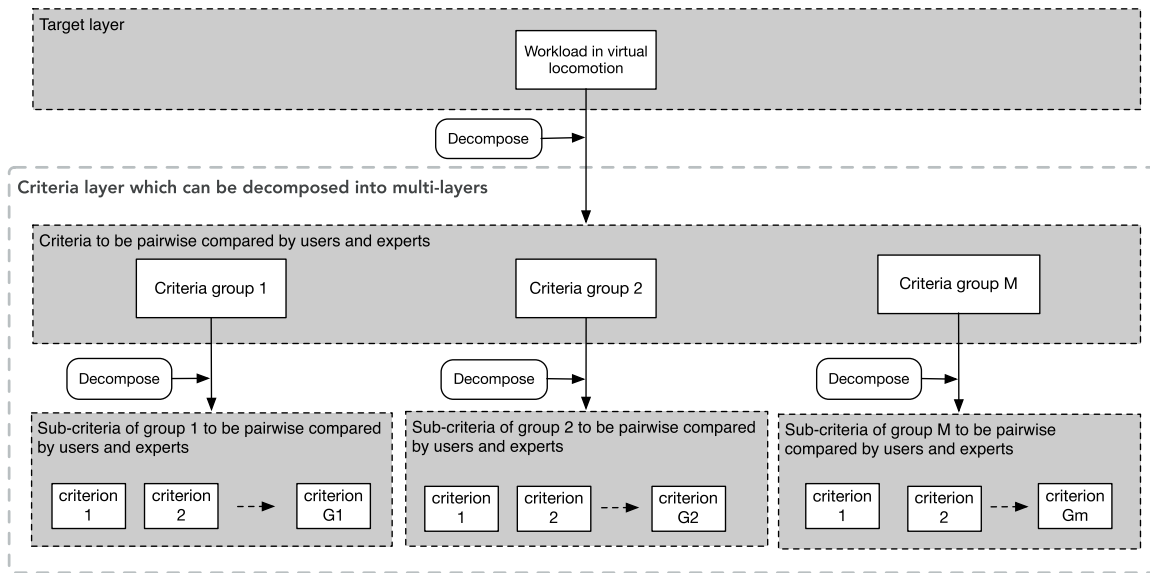 Target layer
Workload in virtual
locomotion
Decompose
Criteria layer which can be decomposed into multi-layers
Criteria to be pairwise compared by users and experts
Criteria group 1
Criteria group 2
Criteria group M
Decompose
Decompose
Decompose
Sub-criteria of group 1 to be pairwise compared
by users and experts
criterion
1
criterion
2
criterion
G1
Sub-criteria of group 2 to be pairwise compared
by users and experts
criterion
1
criterion
2
criterion
G2
Sub-criteria of group M to be pairwise
compared by users and experts
criterion
1
criterion
2
criterion
Gm